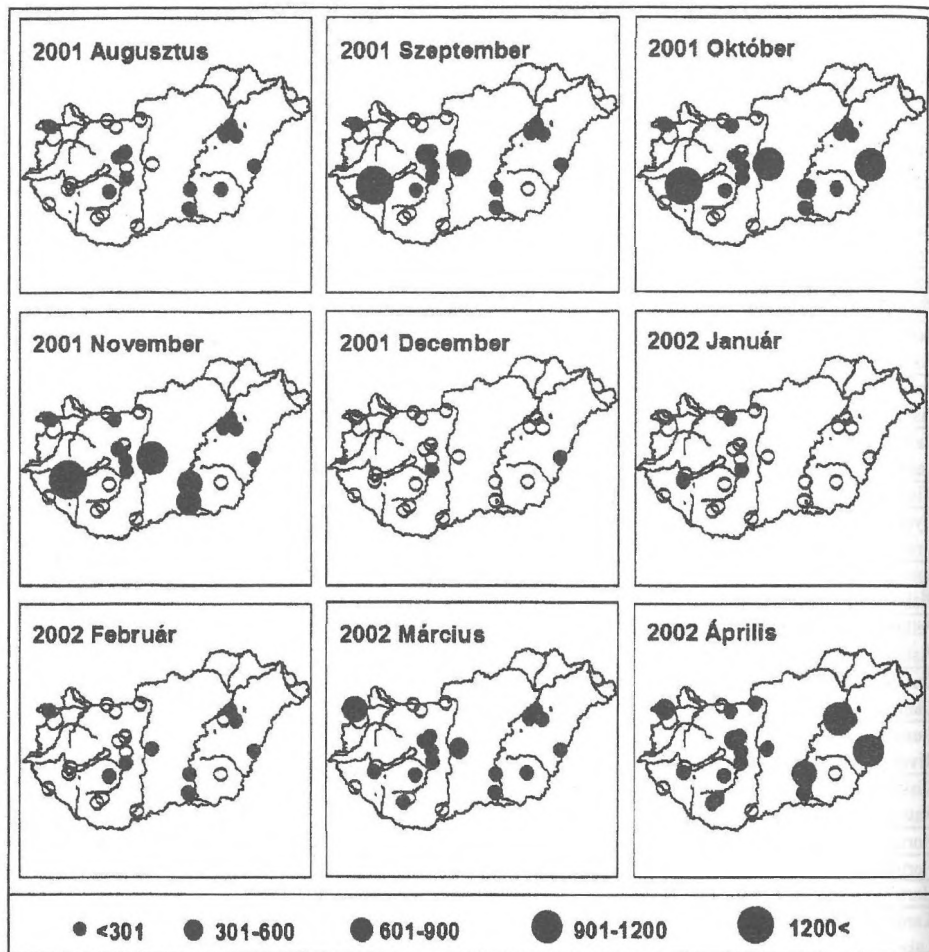 2001 Augusztus
2001 Szeptember
2001 Október
2001 November
2001 December
2002 Január
2002 Február
2002 Március
2002 Április
<301
301-600
601-900
901-1200
1200<